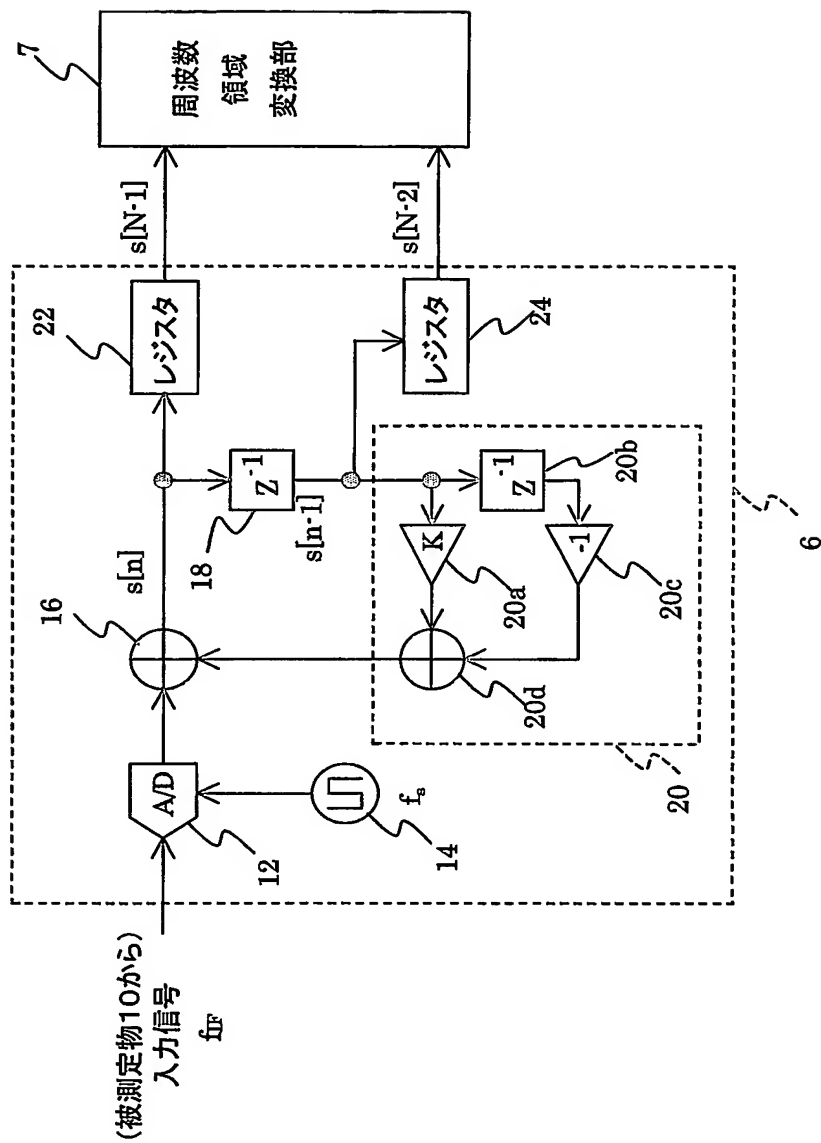 (被測定物10から)
入力信号
fIF
A/D
12
14
fs
16
s[n]
22
レジスタ
s[N-1]
7
周波数
領域
変換部
Z-1
18
s[n-1]
レジスタ
24
s[N-2]
K
20a
Z-1
20b
-1
20c
20d
20
6